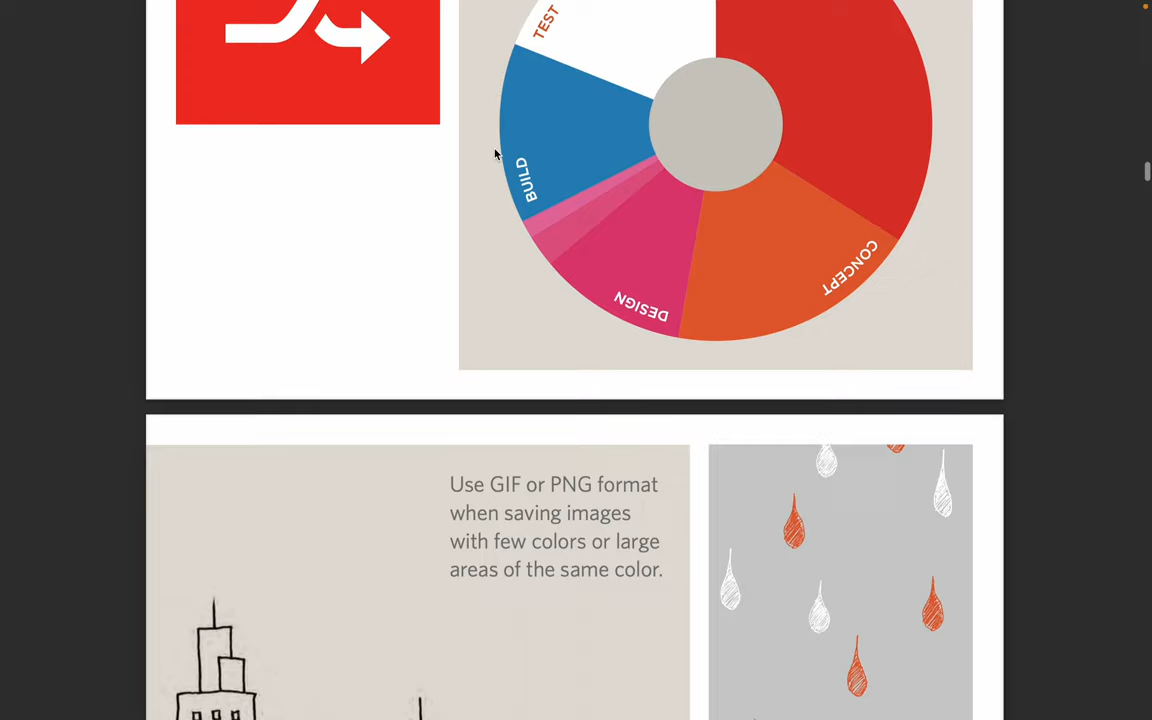 TEST
BUILD
CONCEPT
DESIGN
Use GIF or PNG format
when saving images
with few colors or large
areas of the same color.